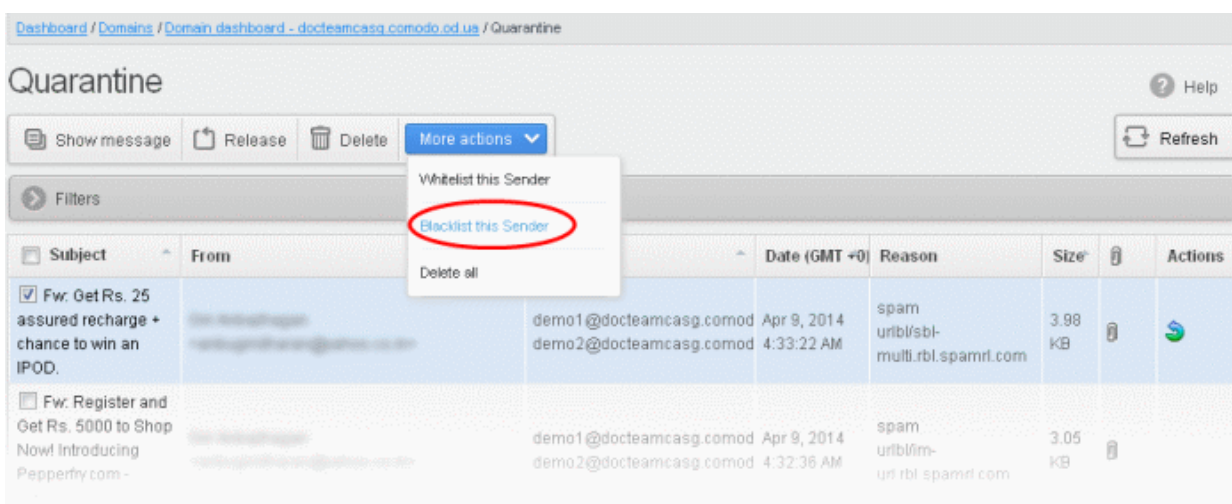 Dashboard / Domains / Domain dashboard - docteamcasg.comodo.od.ua / Quarantine
Quarantine
Help
Show message Release Delete More actions Refresh
Whitelist this Sender
Filters
Blacklist this Sender
Delete all
Subject From Date (GMT +0) Reason Size Actions
Fw: Get Rs. 25
assured recharge +
chance to win an
IPOD.
demo1@docteamcasg.comod
demo2@docteamcasg.comod
Apr 9, 2014
4:33:22 AM
spam
urlbl/sbl-
multi.rbl.spamrl.com
3.98
KB
Fw: Register and
Get Rs. 5000 to Shop
Now! Introducing
Pepperfry.com -
demo1@docteamcasg.comod
demo2@docteamcasg.comod
Apr 9, 2014
4:32:36 AM
spam
urlbl/im-
url.rbl.spamrl.com
3.05
KB